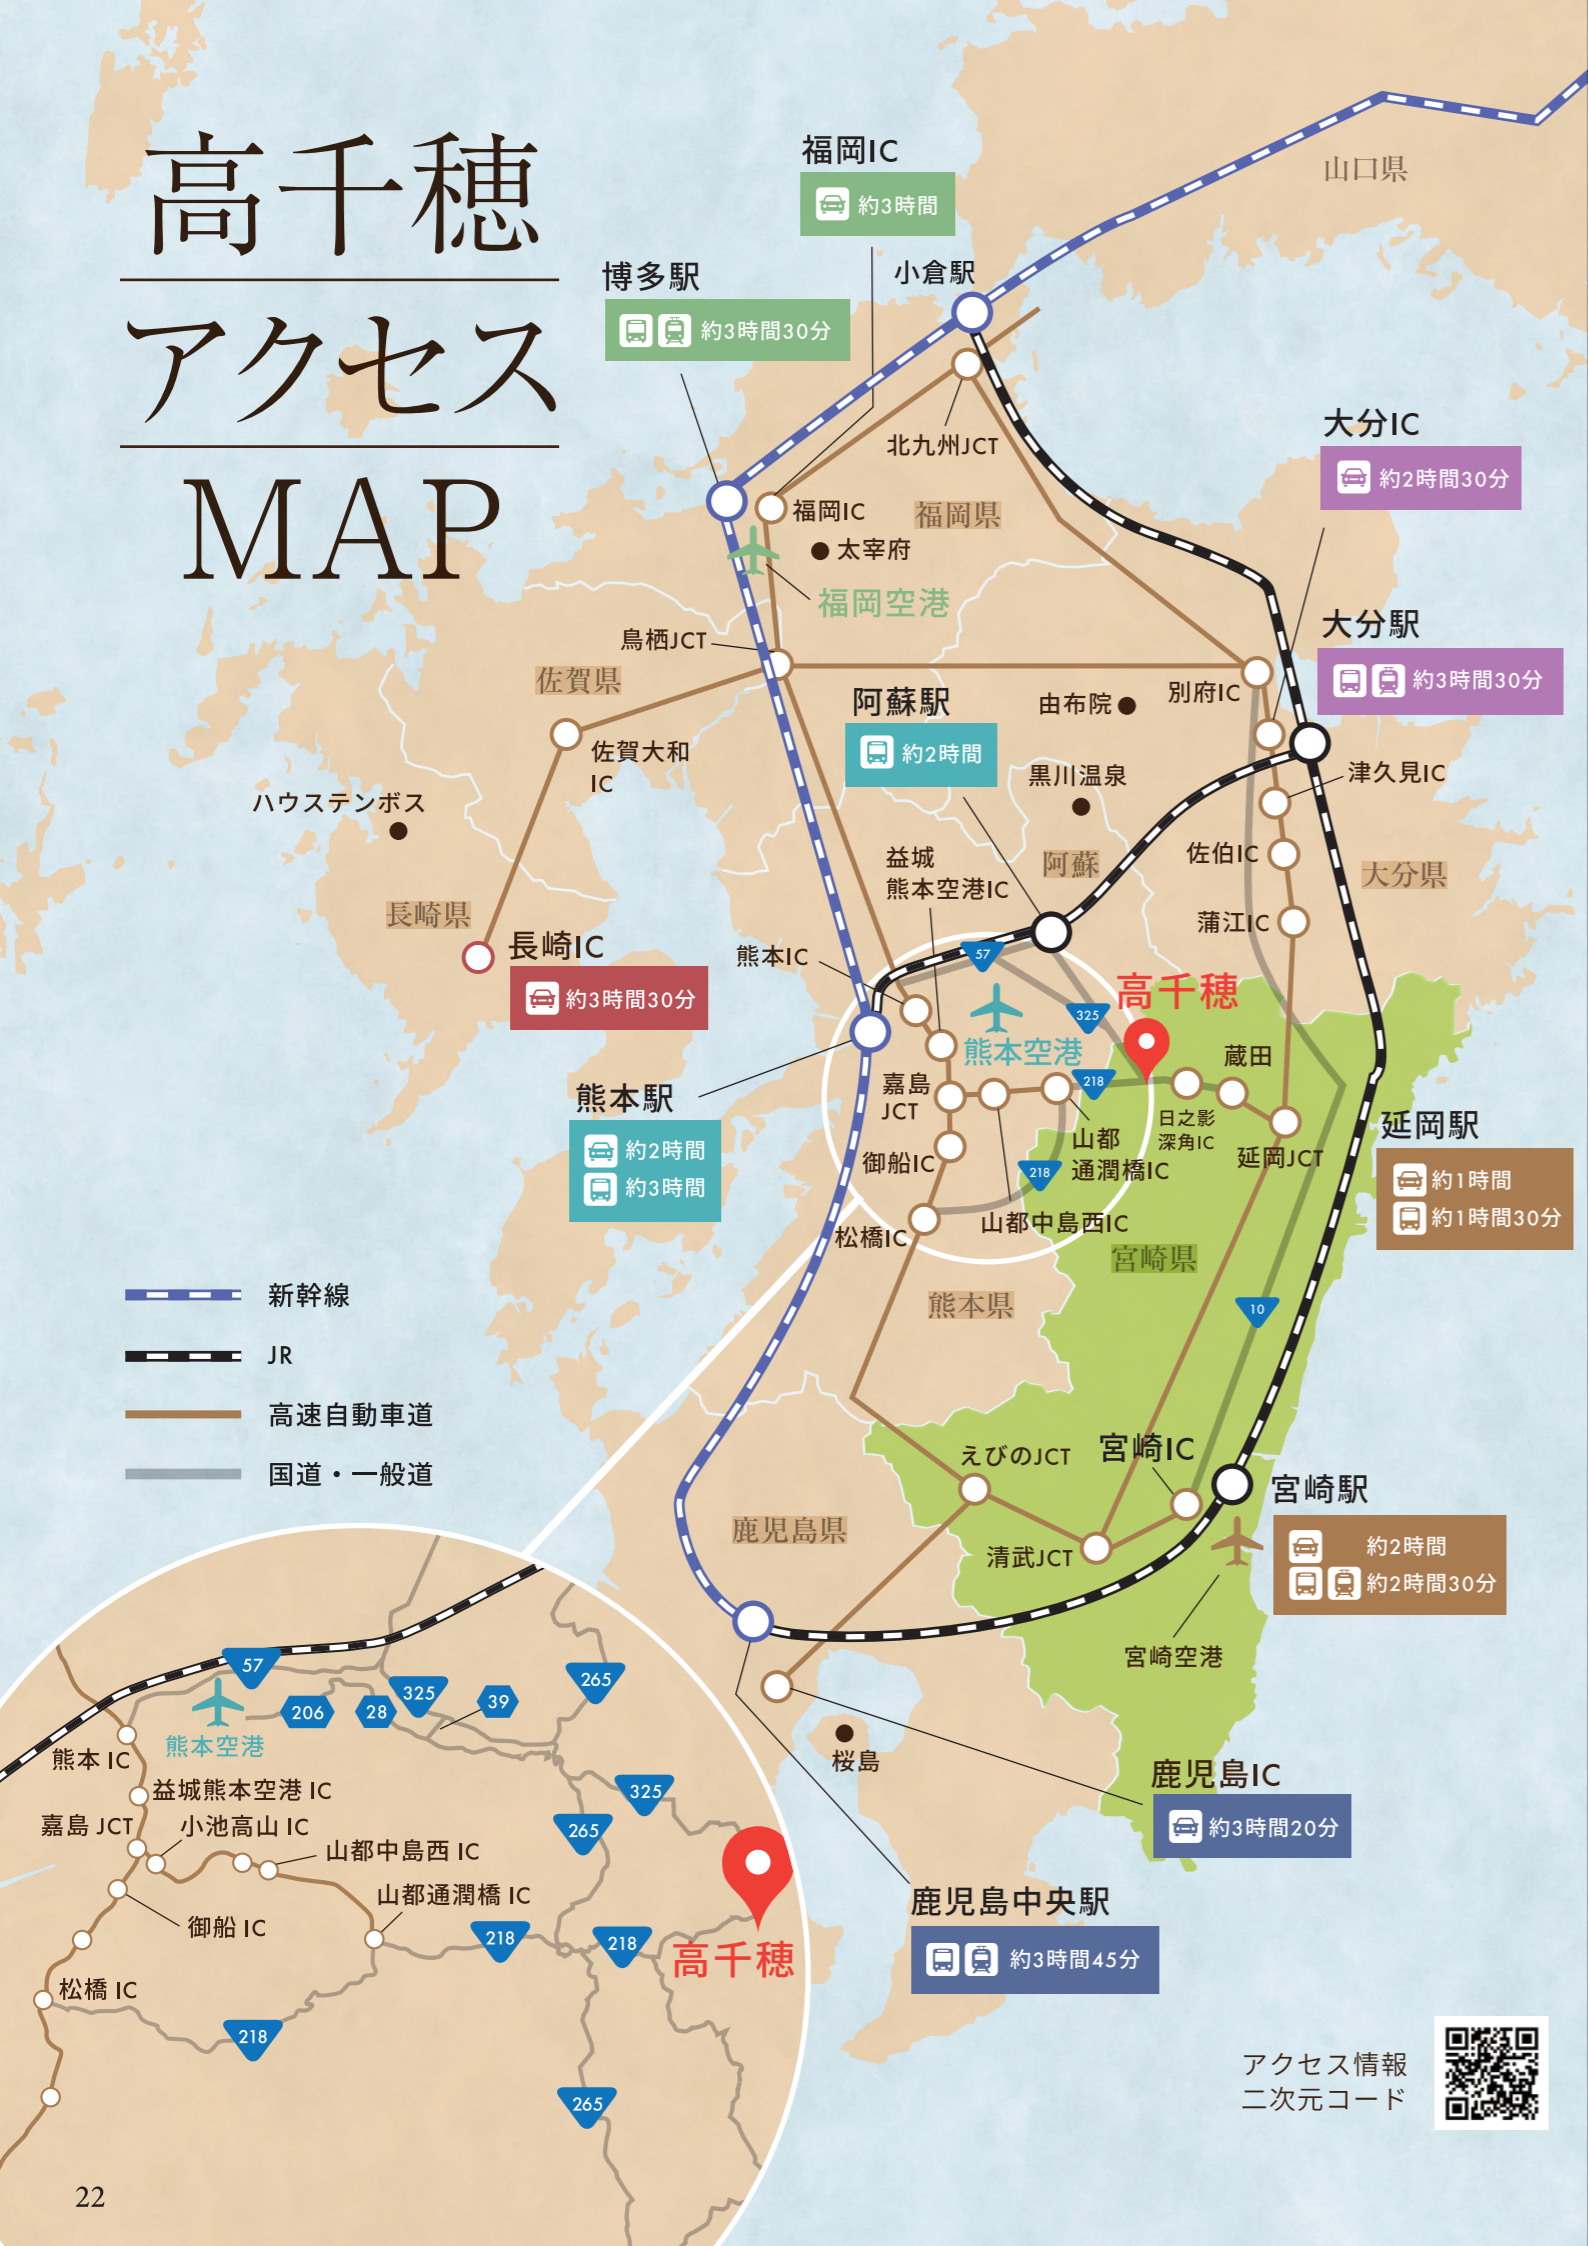 高千穂
アクセス
MAP
山口県
福岡IC
約3時間
小倉駅
博多駅
約3時間30分
北九州JCT
大分IC
約2時間30分
福岡IC
福岡県
太宰府
福岡空港
大分駅
約3時間30分
鳥栖JCT
佐賀県
阿蘇駅
約2時間
由布院
別府IC
佐賀大和
IC
黒川温泉
津久見IC
ハウステンボス
益城
熊本空港IC
阿蘇
佐伯IC
大分県
長崎県
蒲江IC
長崎IC
約3時間30分
熊本IC
57
高千穂
325
熊本空港
蔵田
熊本駅
約2時間
約3時間
嘉島
JCT
218
日之影
深角IC
延岡JCT
延岡駅
約1時間
約1時間30分
御船IC
218
山都
通潤橋IC
松橋IC
山都中島西IC
宮崎県
熊本県
10
新幹線
JR
高速自動車道
国道・一般道
えびのJCT
宮崎IC
宮崎駅
約2時間
約2時間30分
鹿児島県
清武JCT
宮崎空港
桜島
鹿児島IC
約3時間20分
鹿児島中央駅
約3時間45分
57
206
28
325
39
265
熊本空港
熊本 IC
益城熊本空港 IC
嘉島 JCT
小池高山 IC
325
265
山都中島西 IC
山都通潤橋 IC
御船 IC
218
218
高千穂
松橋 IC
218
265
アクセス情報
二次元コード
22